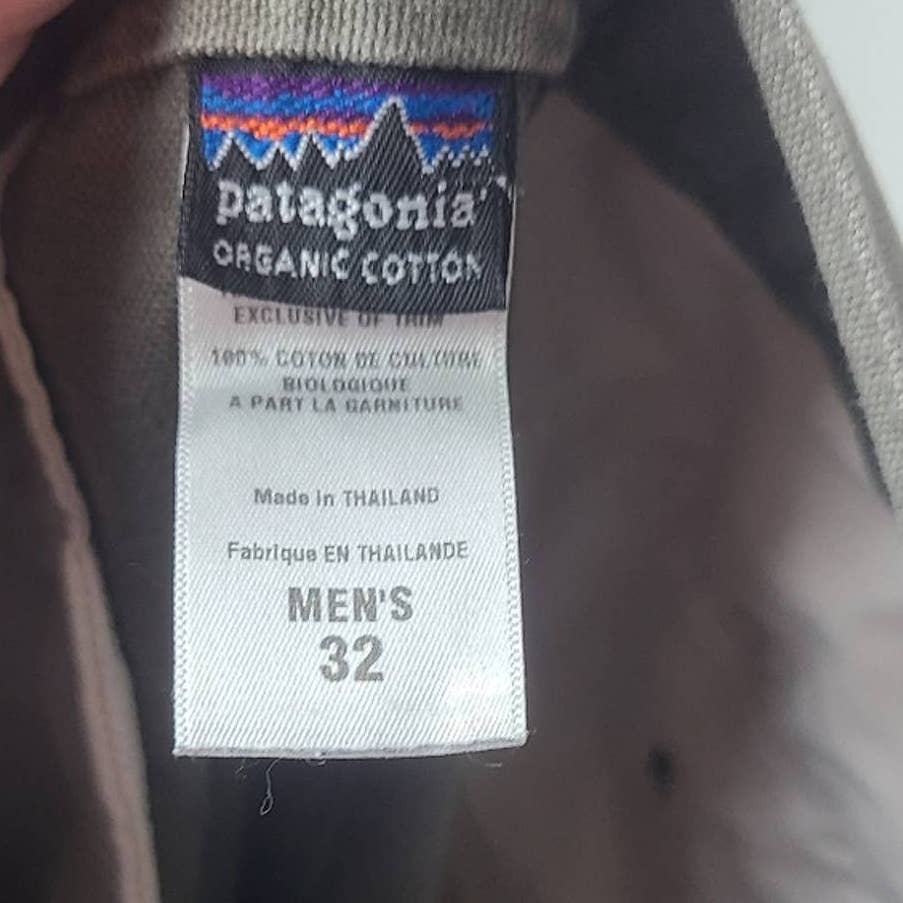 patagonia
ORGANIC COTTON
EXCLUSIVE OF TRIM
100% COTON DE CULTURE
BIOLOGIQUE
A PART LA GARNITURE
Made in THAILAND
Fabrique EN THAILANDE
MEN'S
32